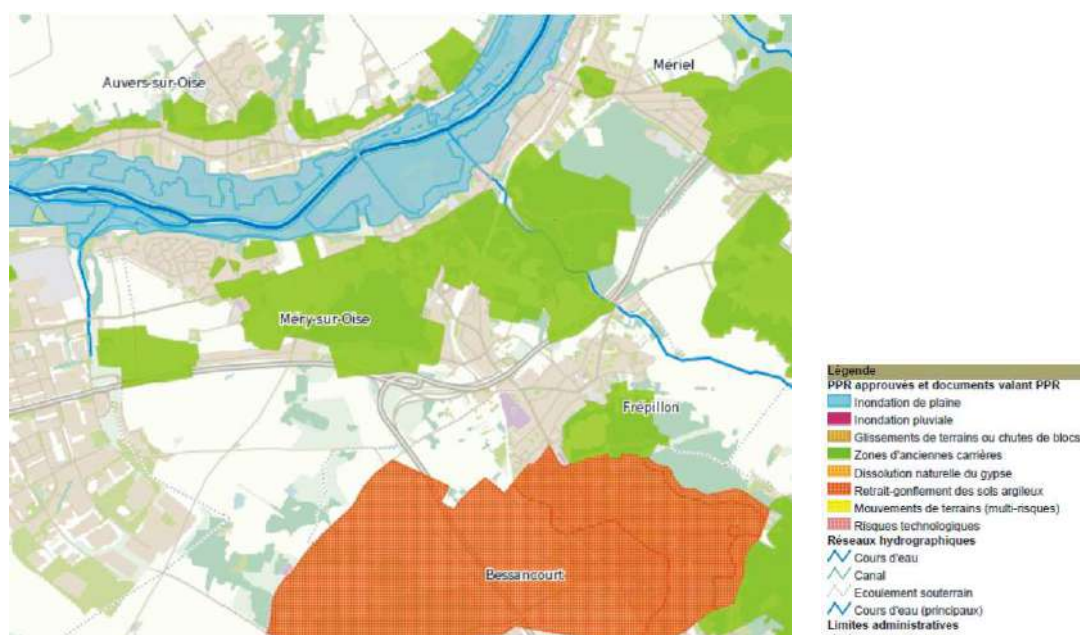 Auvers-sur-Oise
Mériel
Méry-sur-Oise
Frépillon
Bessancourt
Légende
PPR approuvés et documents valant PPR
Inondation de plaine
Inondation pluviale
Glissements de terrains ou chutes de blocs
Zones d'anciennes carrières
Dissolution naturelle du gypse
Retrait-gonflement des sols argileux
Mouvements de terrains (multi-risques)
Risques technologiques
Réseaux hydrographiques
Cours d'eau
Canal
Ecoulement souterrain
Cours d'eau (principaux)
Limites administratives